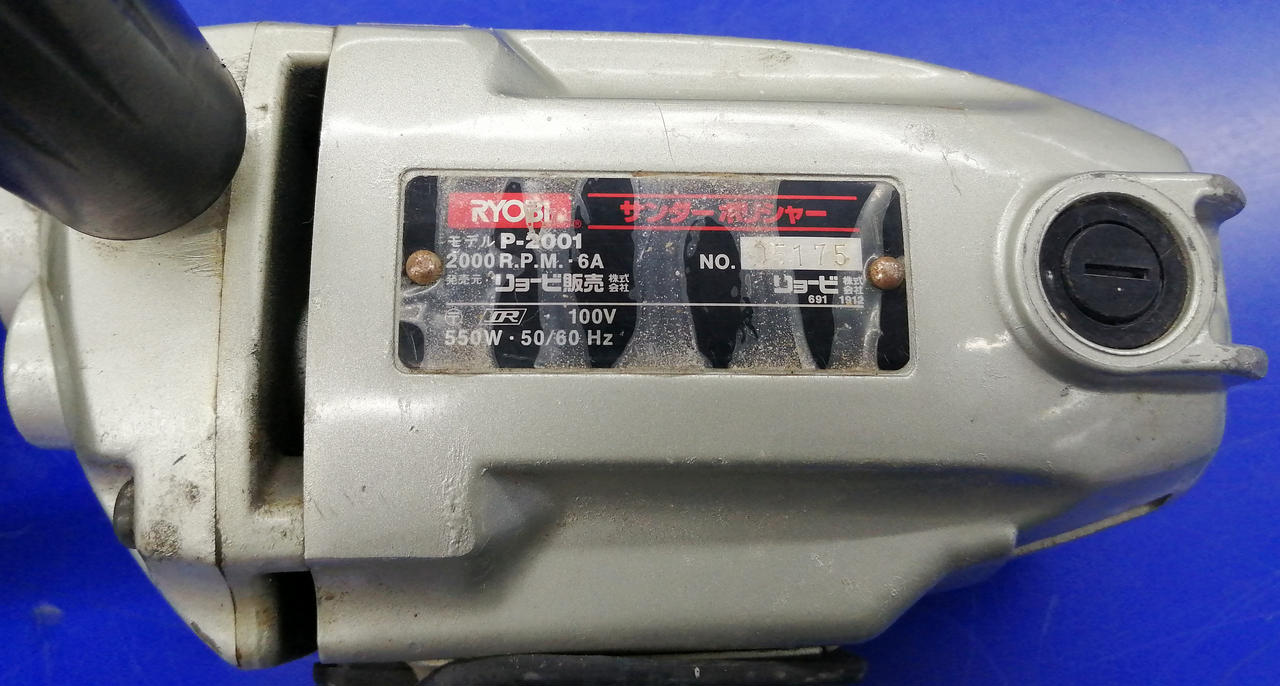 RYOBI ®
サンダーポリシャー
モデル P-2001
2000 R.P.M.・6A
NO.
発売元 リョービ販売 株式会社
リョービ 株式会社
691 1912
100V
550W・50/60 Hz